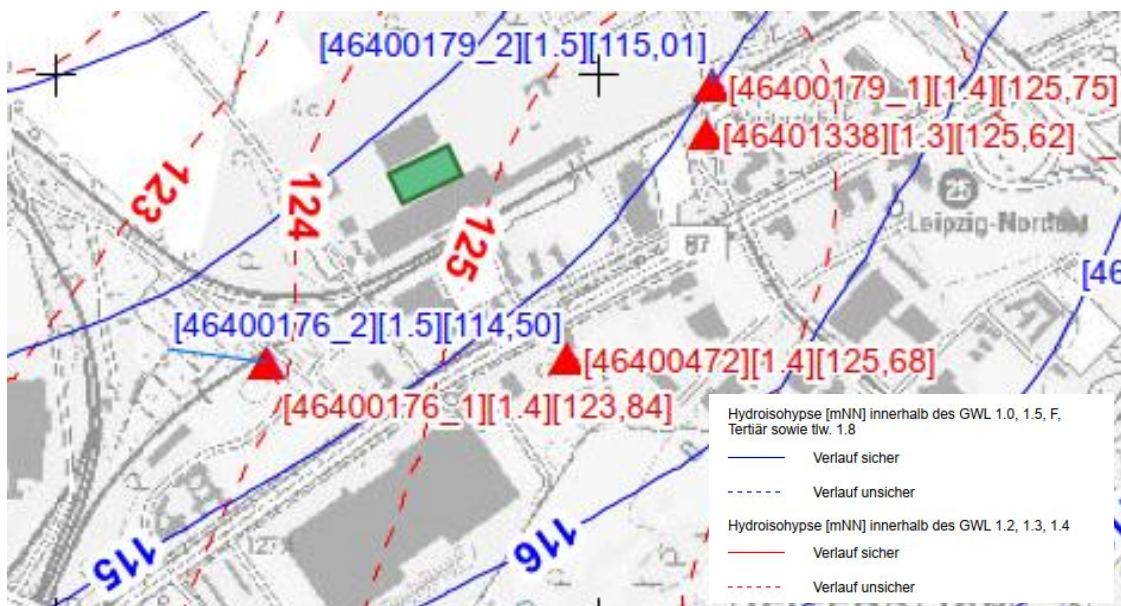 [46400179_2][1.5][115,01]
[46400179_1][1.4][125,75]
[46401338][1.3][125,62]
123
124
125
25
Leipzig-Nordost
87
[46
[46400176_2][1.5][114,50]
[46400472][1.4][125,68]
[46400176_1][1.4][123,84]
115
116
Hydroisohypse [mNN] innerhalb des GWL 1.0, 1.5, F,
Tertiär sowie tlw. 1.8
Verlauf sicher
Verlauf unsicher
Hydroisohypse [mNN] innerhalb des GWL 1.2, 1.3, 1.4
Verlauf sicher
Verlauf unsicher